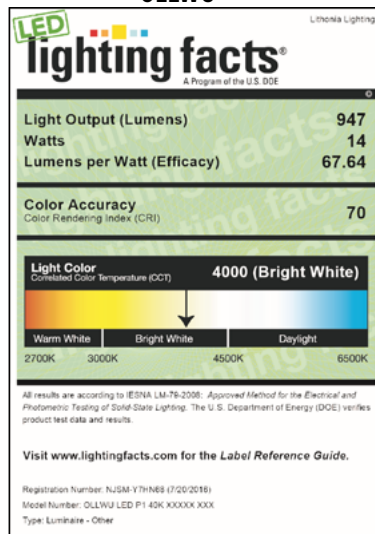 LED
Lithonia Lighting
lighting facts®
A Program of the U.S. DOE
Light Output (Lumens) 947
Watts 14
Lumens per Watt (Efficacy) 67.64
Color Accuracy 70
Color Rendering Index (CRI)
Light Color 4000 (Bright White)
Correlated Color Temperature (CCT)
Warm White Bright White Daylight
2700K 3000K 4500K 6500K
All results are according to IESNA LM-79-2008: Approved Method for the Electrical and
Photometric Testing of Solid-State Lighting. The U.S. Department of Energy (DOE) verifies
product test data and results.
Visit www.lightingfacts.com for the Label Reference Guide.
Registration Number: NJSM-Y7HN66 (7/20/2016)
Model Number: OLLWU LED P1 40K XXXXX XXX
Type: Luminaire - Other